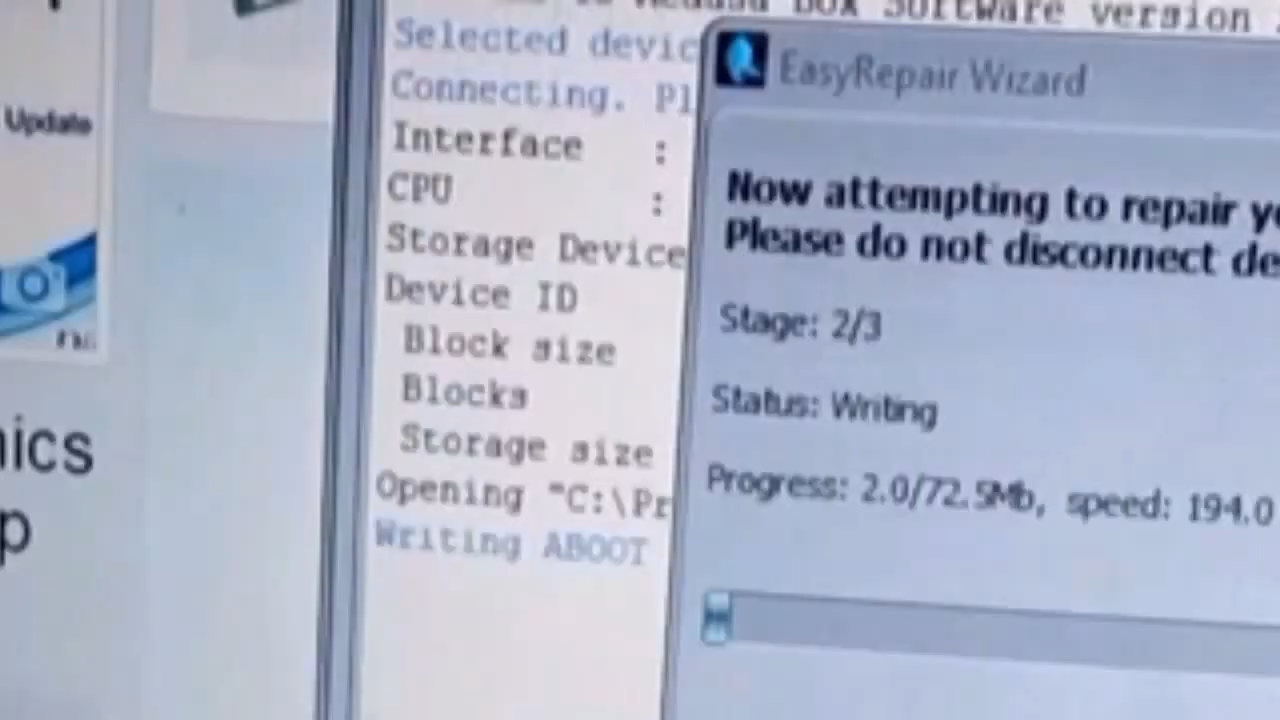 Box Software version
Selected devic
Connecting. Pl
Interface :
CPU :
Storage Device
Device ID
Block size
Blocks
Storage size
Opening "C:\Pr
Writing ABOOT
EasyRepair Wizard
Now attempting to repair y
Please do not disconnect de
Stage: 2/3
Status: Writing
Progress: 2.0/72.5Mb, speed: 194.0
Update
ics
p